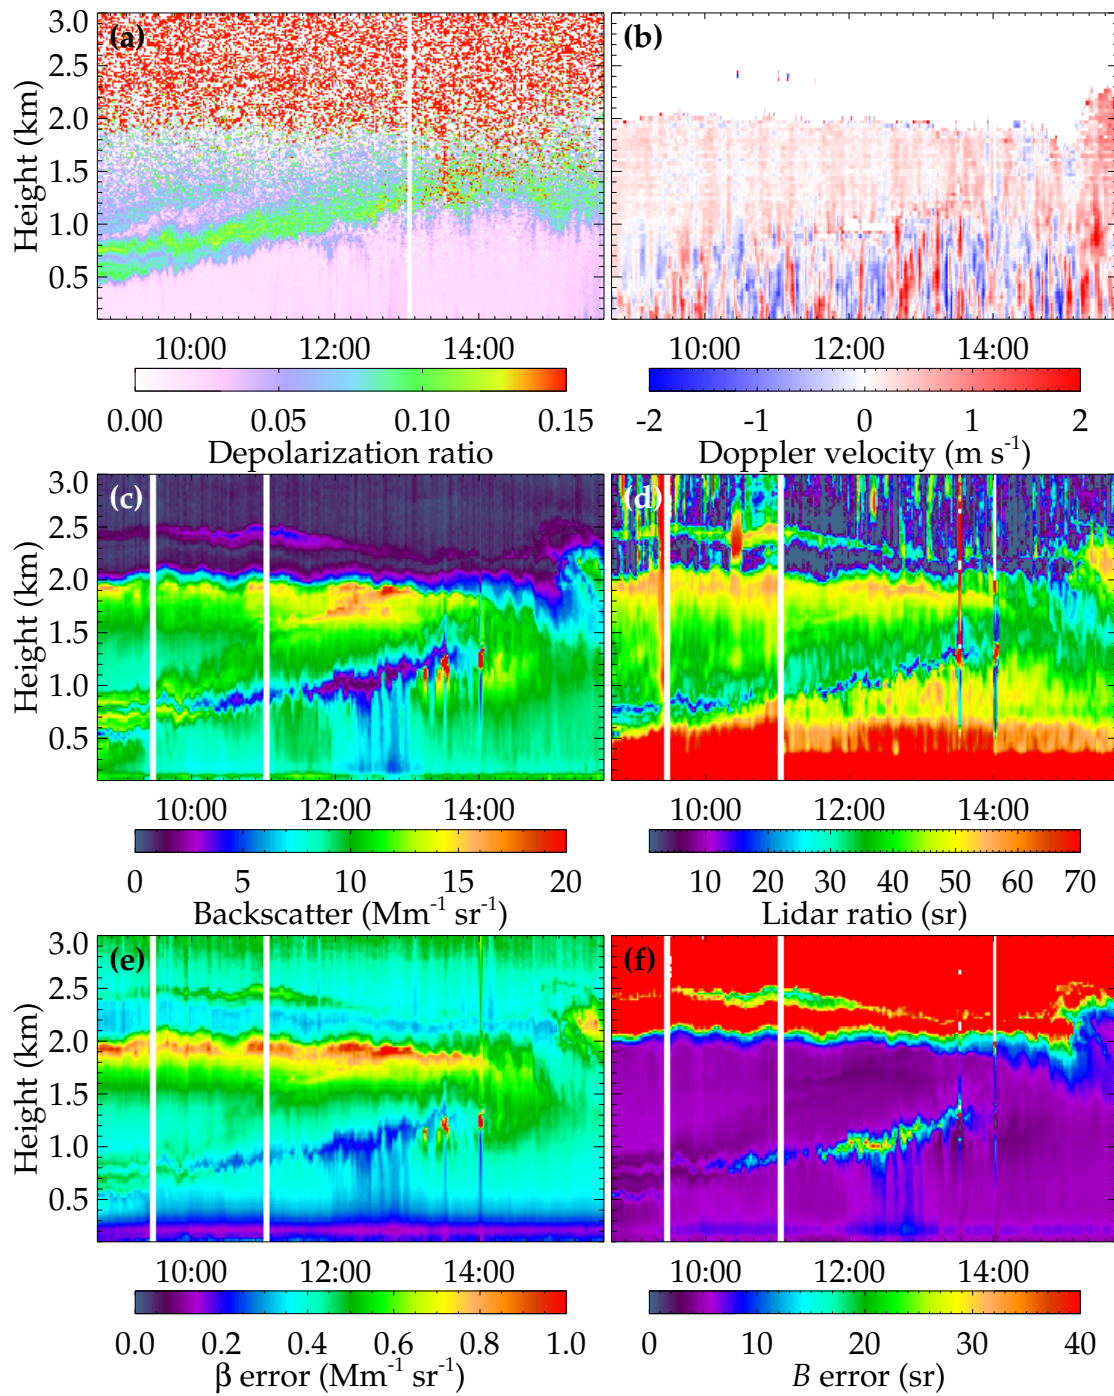 3.0 (a) (b)
2.5
2.0
1.5
1.0
0.5
Height (km)
10:00 12:00 14:00 10:00 12:00 14:00
0.00 0.05 0.10 0.15 -2 -1 0 1 2
Depolarization ratio Doppler velocity (m s⁻¹)
3.0 (c) (d)
2.5
2.0
1.5
1.0
0.5
Height (km)
10:00 12:00 14:00 10:00 12:00 14:00
0 5 10 15 20 10 20 30 40 50 60 70
Backscatter (Mm⁻¹ sr⁻¹) Lidar ratio (sr)
3.0 (e) (f)
2.5
2.0
1.5
1.0
0.5
Height (km)
10:00 12:00 14:00 10:00 12:00 14:00
0.0 0.2 0.4 0.6 0.8 1.0 0 10 20 30 40
β error (Mm⁻¹ sr⁻¹) B error (sr)